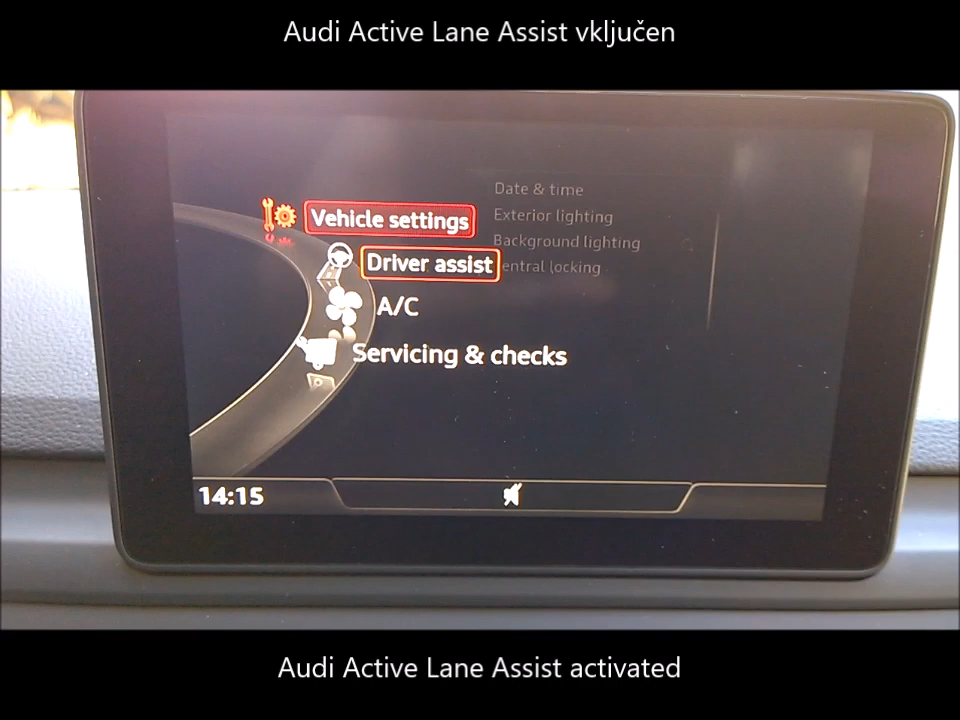 Audi Active Lane Assist vključen
Date & time
Vehicle settings
Exterior lighting
Background lighting
Driver assist
entral locking
A/C
Servicing & checks
14:15
Audi Active Lane Assist activated